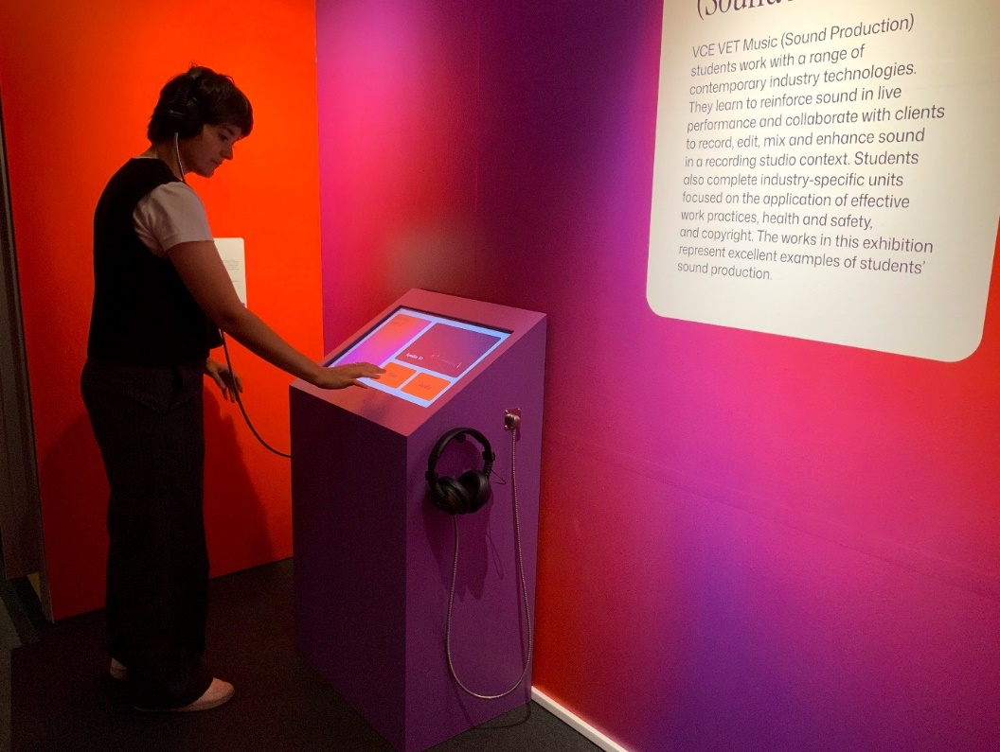 (Sound
VCE VET Music (Sound Production)
students work with a range of
contemporary industry technologies.
They learn to reinforce sound in live
performance and collaborate with clients
to record, edit, mix and enhance sound
in a recording studio context. Students
also complete industry-specific units
focused on the application of effective
work practices, health and safety,
and copyright. The works in this exhibition
represent excellent examples of students’
sound production.